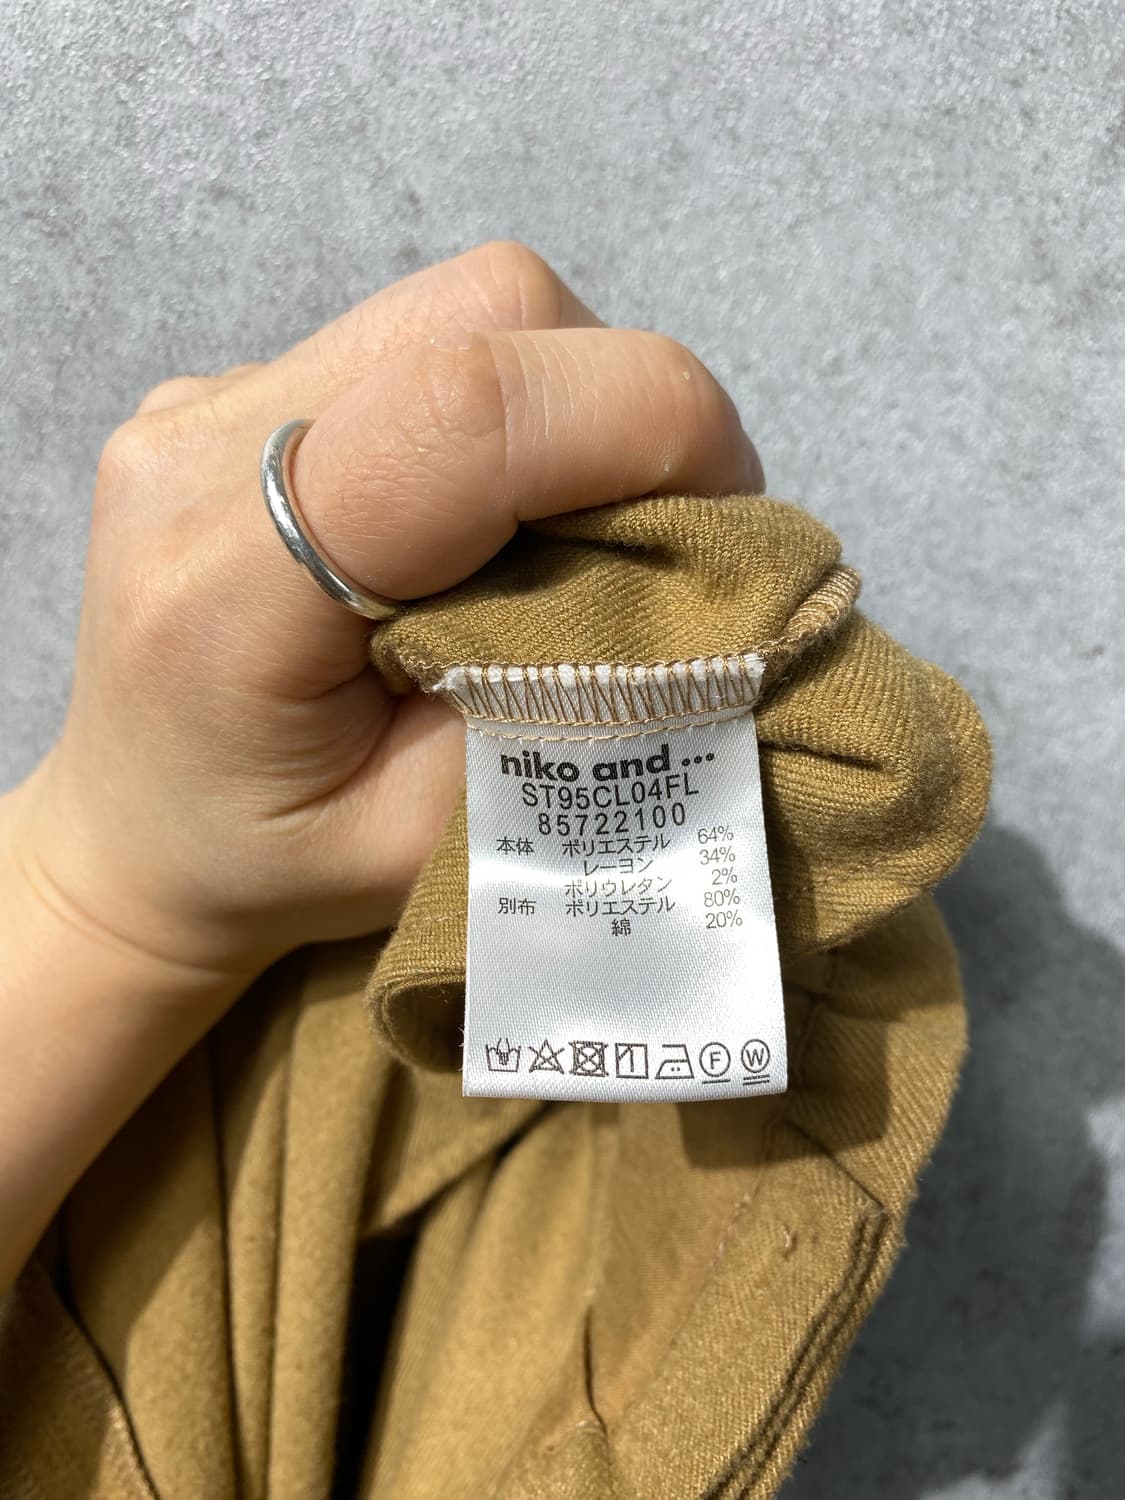 niko and ...
ST95CL04FL
85722100
本体 ポリエステル 64%
レーヨン 34%
ポリウレタン 2%
別布 ポリエステル 80%
綿 20%
F W